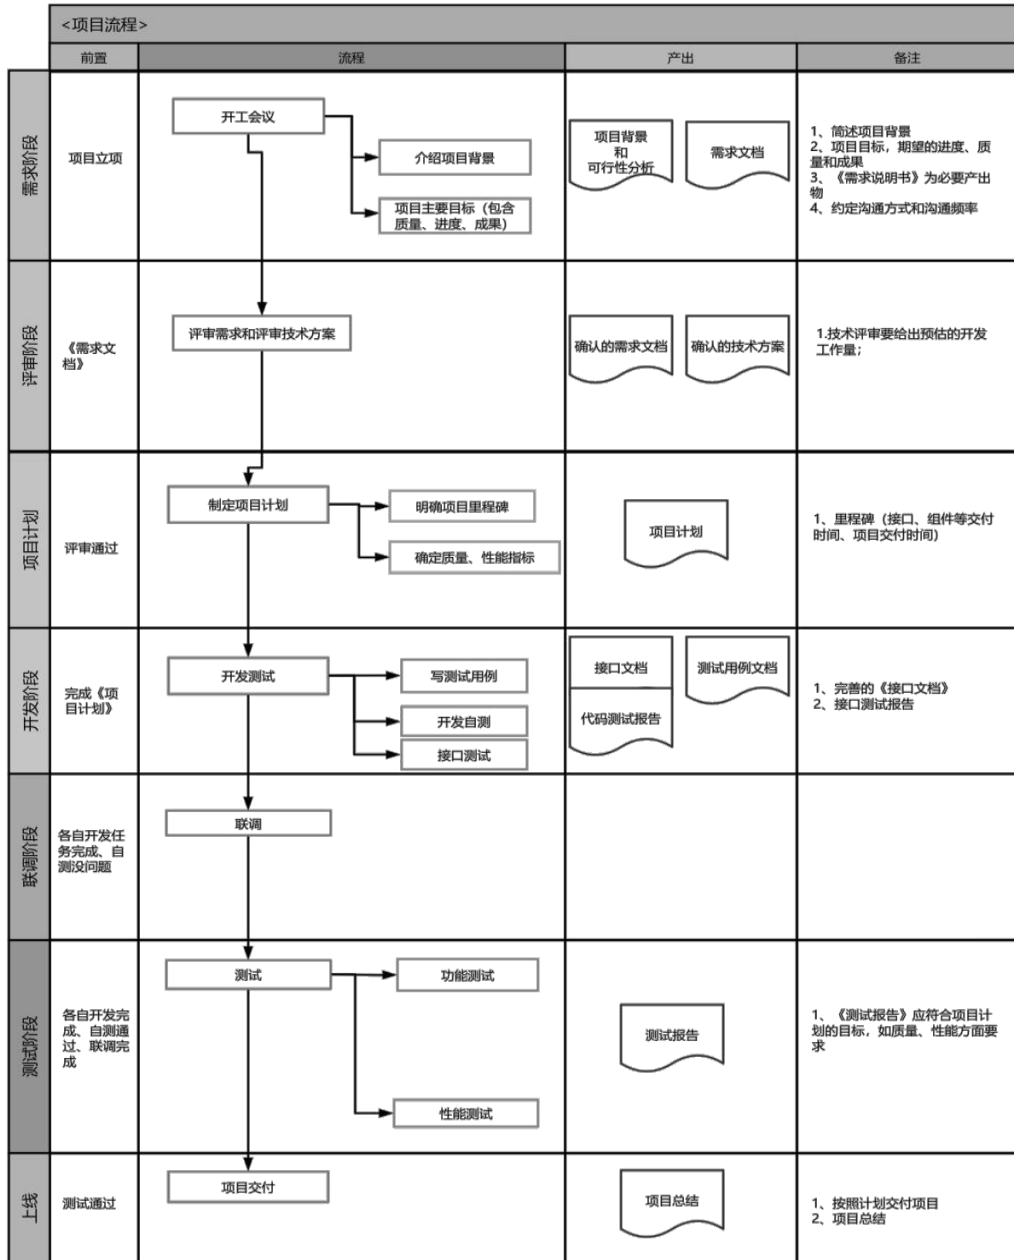 <项目流程>
前置
流程
产出
备注
需求阶段
项目立项
开工会议
介绍项目背景
项目主要目标（包含
质量、进度、成果）
项目背景
和
可行性分析
需求文档
1、简述项目背景
2、项目目标，期望的进度、质
量和成果
3、《需求说明书》为必要产出
物
4、约定沟通方式和沟通频率
评审阶段
《需求文
档》
评审需求和评审技术方案
确认的需求文档
确认的技术方案
1.技术评审要给出预估的开发
工作量；
项目计划
评审通过
制定项目计划
明确项目里程碑
确定质量、性能指标
项目计划
1、里程碑（接口、组件等交付
时间、项目交付时间）
开发阶段
完成《项
目计划》
开发测试
写测试用例
开发自测
接口测试
接口文档
代码测试报告
测试用例文档
1、完善的《接口文档》
2、接口测试报告
联调阶段
各自开发任
务完成、自
测没问题
联调
测试阶段
各自开发完
成、自测通
过、联调完
成
测试
功能测试
性能测试
测试报告
1、《测试报告》应符合项目计
划的目标，如质量、性能方面要
求
上线
测试通过
项目交付
项目总结
1、按照计划交付项目
2、项目总结